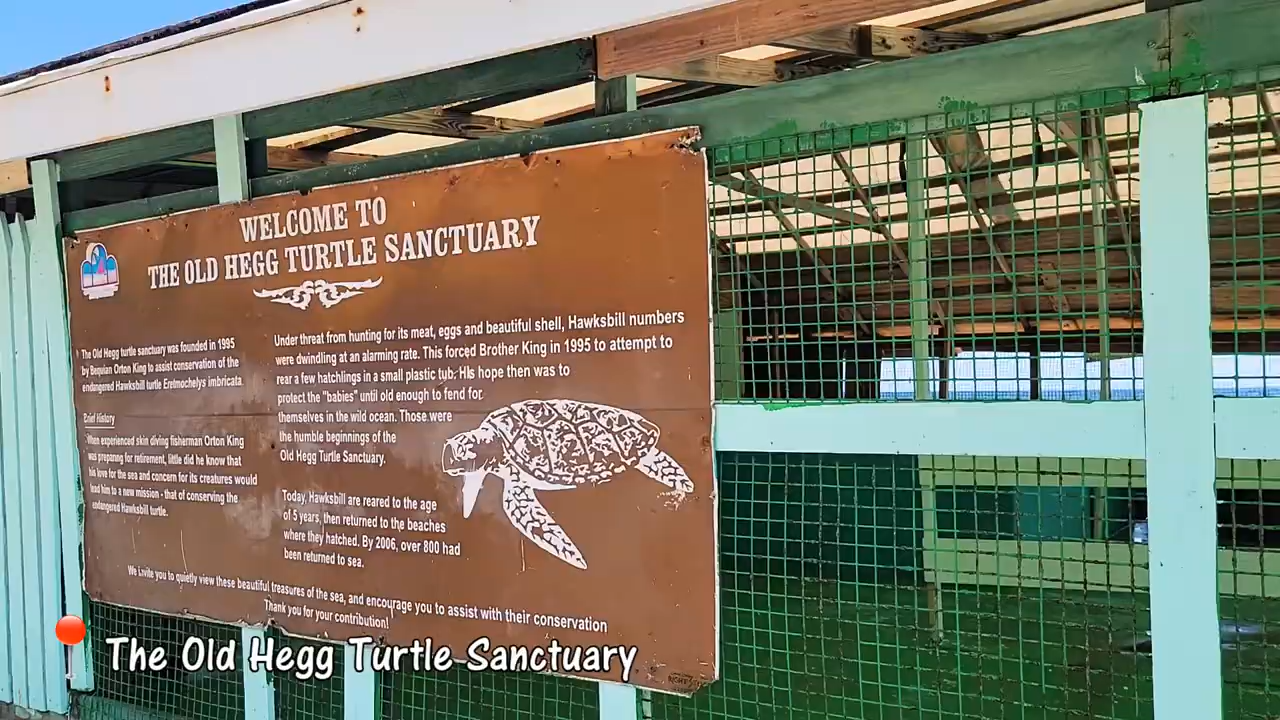 WELCOME TO
THE OLD HEGG TURTLE SANCTUARY
The Old Hegg turtle sanctuary was founded in 1995
by Bequian Orton King to assist conservation of the
endangered Hawksbill turtle Eretmochelys imbricata.
Brief History
When experienced skin diving fisherman Orton King
was preparing for retirement, little did he know that
his love for the sea and concern for its creatures would
lead him to a new mission - that of conserving the
endangered Hawksbill turtle.
Under threat from hunting for its meat, eggs and beautiful shell, Hawksbill numbers
were dwindling at an alarming rate. This forced Brother King in 1995 to attempt to
rear a few hatchlings in a small plastic tub. His hope then was to
protect the "babies" until old enough to fend for
themselves in the wild ocean. Those were
the humble beginnings of the
Old Hegg Turtle Sanctuary.
Today, Hawksbill are reared to the age
of 5 years, then returned to the beaches
where they hatched. By 2006, over 800 had
been returned to sea.
We invite you to quietly view these beautiful treasures of the sea, and encourage you to assist with their conservation
Thank you for your contribution!
The Old Hegg Turtle Sanctuary